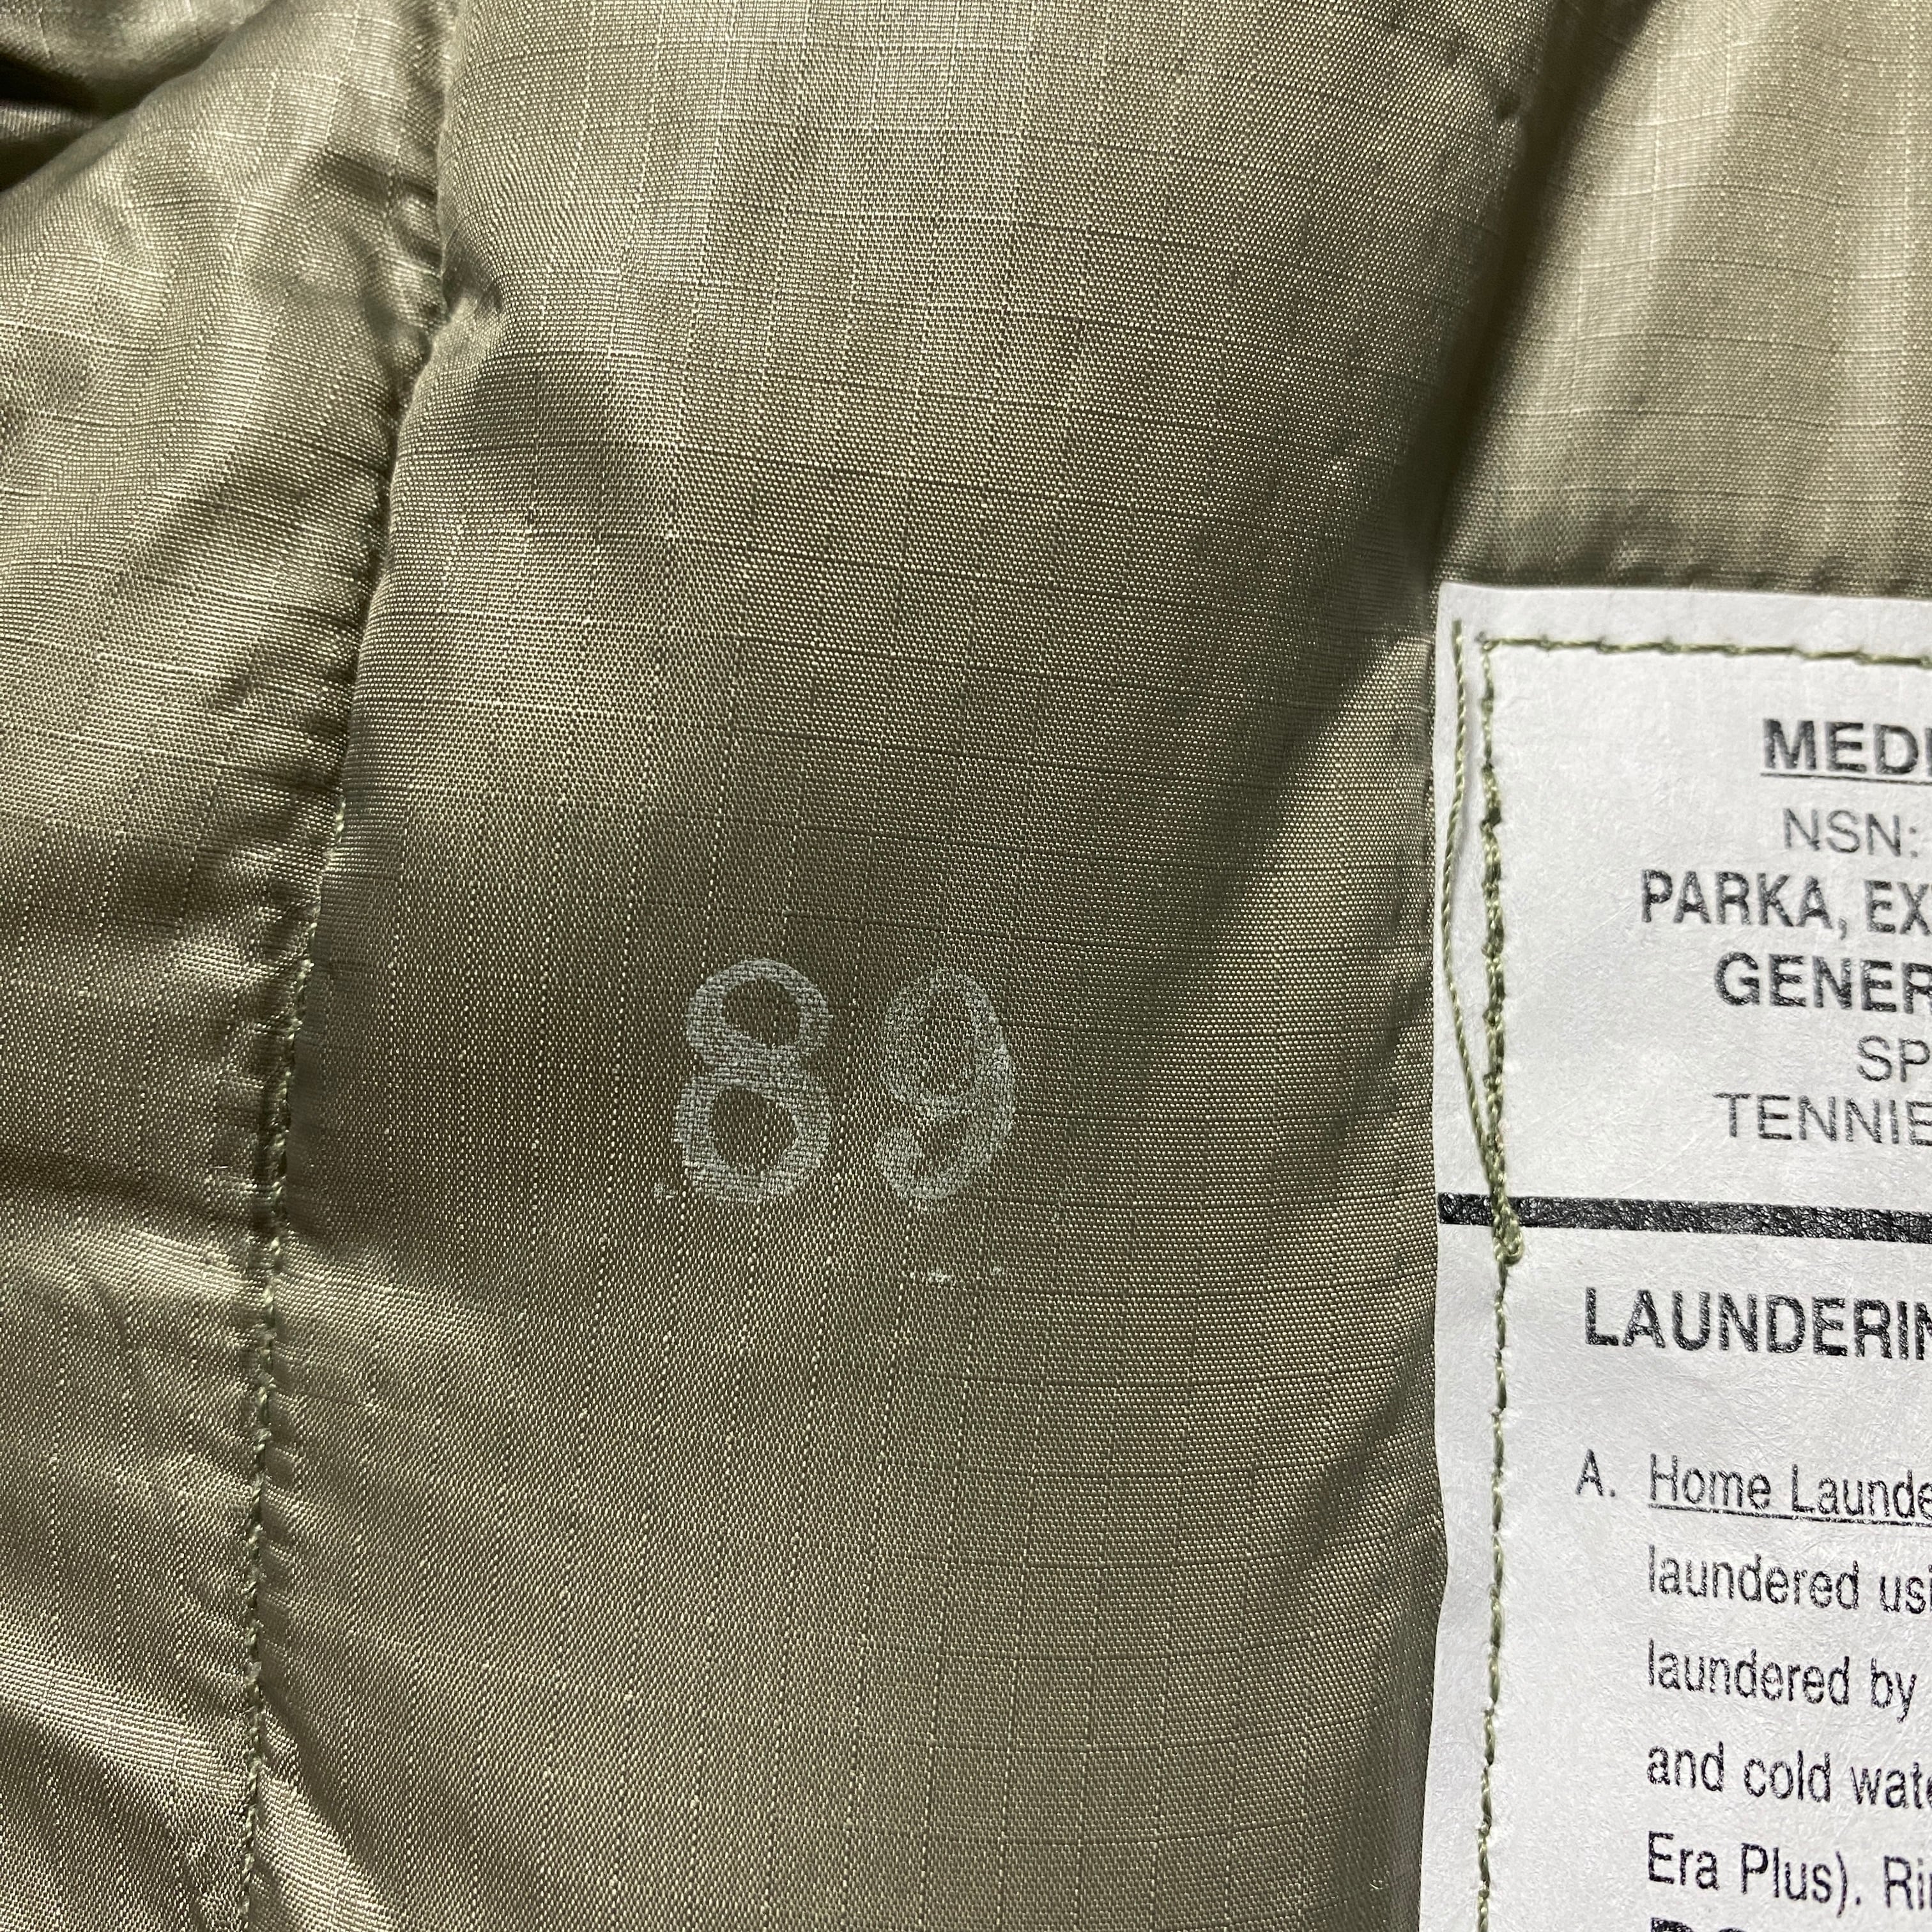 89
MEDI
NSN:
PARKA, EX
GENER
SP
TENNIE
LAUNDERIN
A. Home Launde
laundered usi
laundered by
and cold wate
Era Plus). Ri